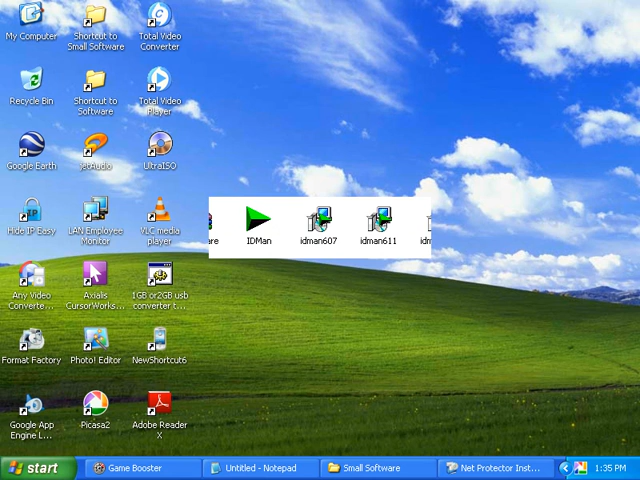 My Computer
Shortcut to
Small Software
Total Video
Converter
Recycle Bin
Shortcut to
Software
Total Video
Player
Google Earth
jetAudio
UltraISO
Hide IP Easy
LAN Employee
Monitor
VLC media
player
are
IDMan
idman607
idman611
idm
Any Video
Converte...
Axialis
CursorWorks...
1GB or2GB usb
converter t...
Format Factory
Photo! Editor
NewShortcut6
Google App
Engine L...
Picasa2
Adobe Reader
X
start
Game Booster
Untitled - Notepad
Small Software
Net Protector Inst...
1:35 PM